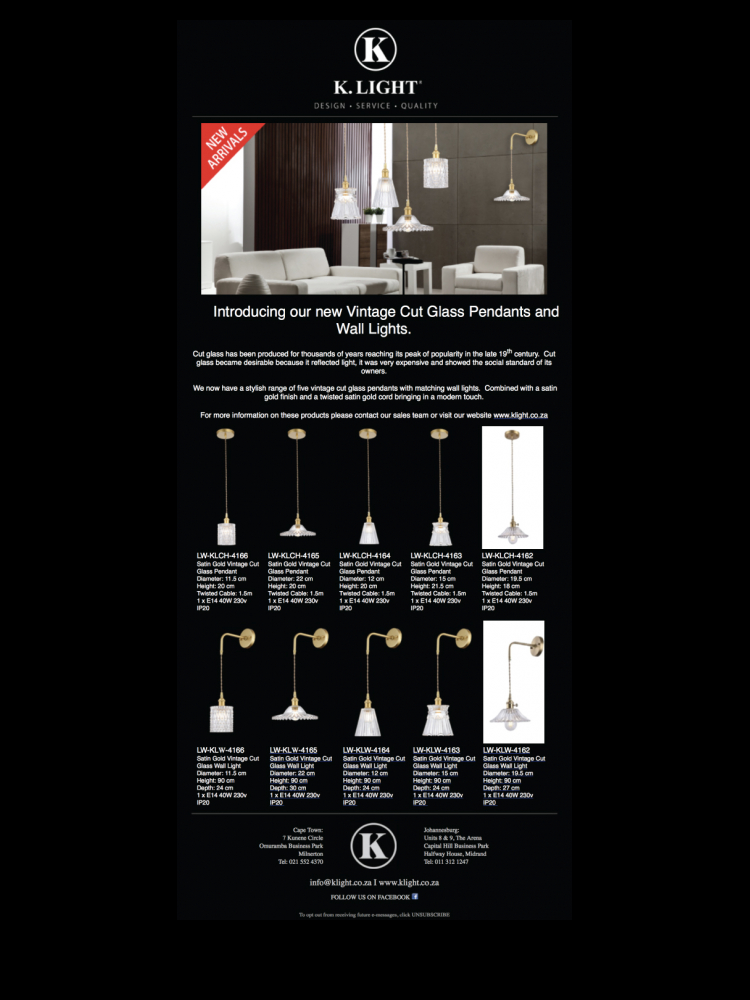 K
K. LIGHT®
DESIGN • SERVICE • QUALITY
NEW
ARRIVALS
Introducing our new Vintage Cut Glass Pendants and
Wall Lights.
Cut glass has been produced for thousands of years reaching its peak of popularity in the late 19th century. Cut
glass became desirable because it reflected light, it was very expensive and showed the social standard of its
owners.
We now have a stylish range of five vintage cut glass pendants with matching wall lights. Combined with a satin
gold finish and a twisted satin gold cord bringing in a modern touch.
For more information on these products please contact our sales team or visit our website www.klight.co.za
LW-KLCH-4166
Satin Gold Vintage Cut
Glass Pendant
Diameter: 11.5 cm
Height: 20 cm
Twisted Cable: 1.5m
1 x E14 40W 230v
IP20
LW-KLCH-4165
Satin Gold Vintage Cut
Glass Pendant
Diameter: 22 cm
Height: 20 cm
Twisted Cable: 1.5m
1 x E14 40W 230v
IP20
LW-KLCH-4164
Satin Gold Vintage Cut
Glass Pendant
Diameter: 12 cm
Height: 20 cm
Twisted Cable: 1.5m
1 x E14 40W 230v
IP20
LW-KLCH-4163
Satin Gold Vintage Cut
Glass Pendant
Diameter: 15 cm
Height: 21.5 cm
Twisted Cable: 1.5m
1 x E14 40W 230v
IP20
LW-KLCH-4162
Satin Gold Vintage Cut
Glass Pendant
Diameter: 19.5 cm
Height: 18 cm
Twisted Cable: 1.5m
1 x E14 40W 230v
IP20
LW-KLW-4166
Satin Gold Vintage Cut
Glass Wall Light
Diameter: 11.5 cm
Height: 90 cm
Depth: 24 cm
1 x E14 40W 230v
IP20
LW-KLW-4165
Satin Gold Vintage Cut
Glass Wall Light
Diameter: 22 cm
Height: 90 cm
Depth: 30 cm
1 x E14 40W 230v
IP20
LW-KLW-4164
Satin Gold Vintage Cut
Glass Wall Light
Diameter: 12 cm
Height: 90 cm
Depth: 24 cm
1 x E14 40W 230v
IP20
LW-KLW-4163
Satin Gold Vintage Cut
Glass Wall Light
Diameter: 15 cm
Height: 90 cm
Depth: 24 cm
1 x E14 40W 230v
IP20
LW-KLW-4162
Satin Gold Vintage Cut
Glass Wall Light
Diameter: 19.5 cm
Height: 90 cm
Depth: 27 cm
1 x E14 40W 230v
IP20
Cape Town:
7 Kunene Circle
Omuramba Business Park
Milnerton
Tel: 021 552 4370
K
Johannesburg:
Units 8 & 9, The Arena
Capital Hill Business Park
Halfway House, Midrand
Tel: 011 312 1247
info@klight.co.za I www.klight.co.za
FOLLOW US ON FACEBOOK f
To opt out from receiving future e-messages, click UNSUBSCRIBE